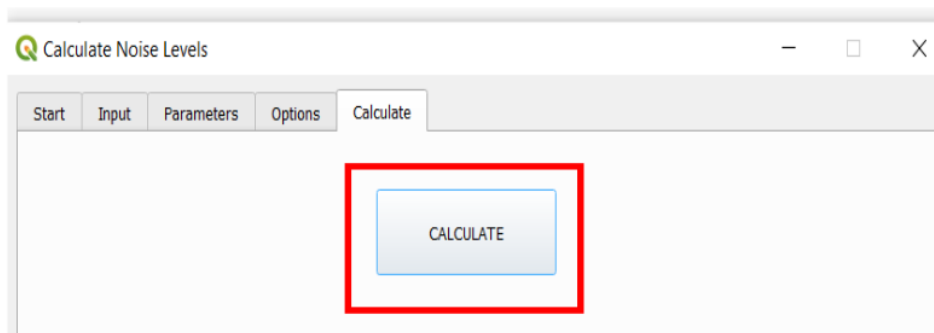 Calculate Noise Levels
Start Input Parameters Options Calculate
CALCULATE